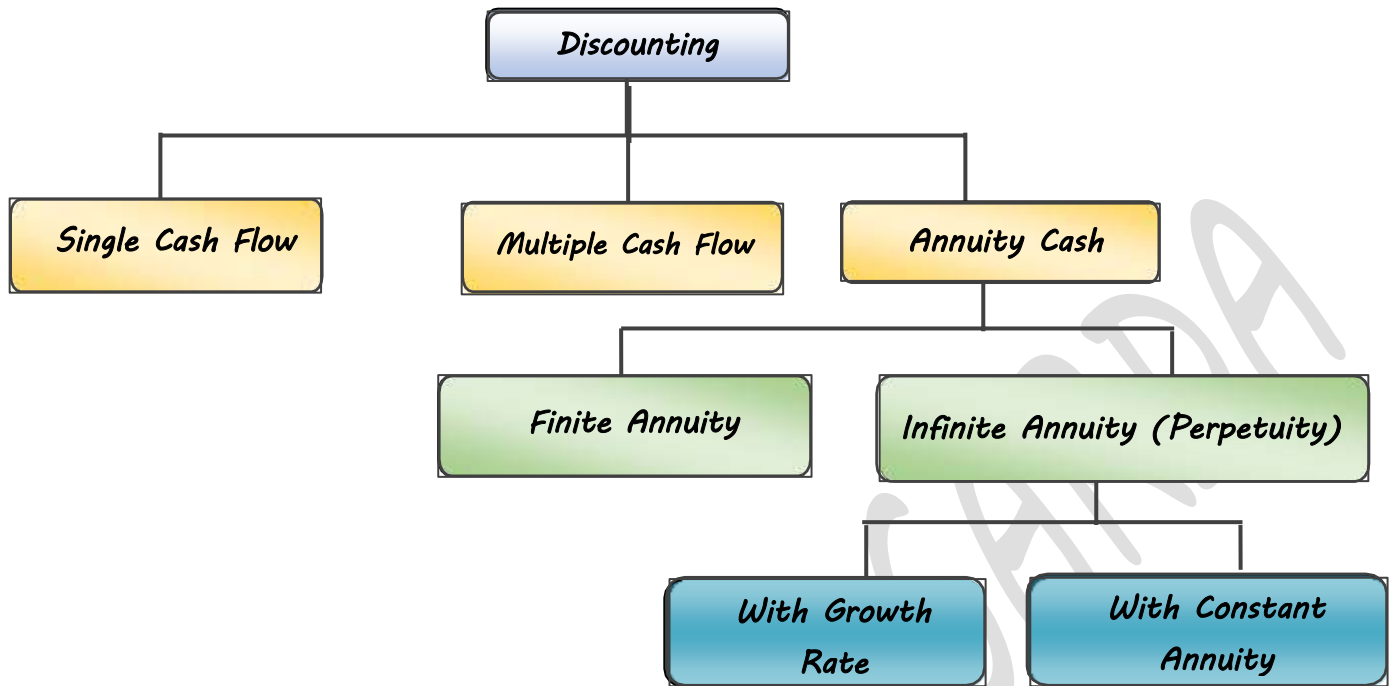 Discounting
Single Cash Flow
Multiple Cash Flow
Annuity Cash
Finite Annuity
Infinite Annuity (Perpetuity)
With Growth
Rate
With Constant
Annuity